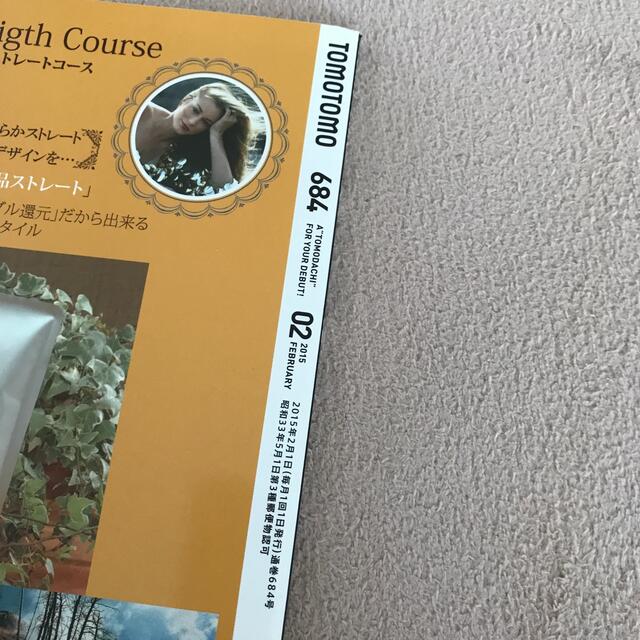 igth Course
トレートコース
らかストレート
デザインを…
品ストレート」
ブル還元」だから出来る
タイル
TOMOTOMO
684
A "TOMODACHI"
FOR YOUR DEBUT!
02
2015
FEBRUARY
2015年2月1日(毎月1回1日発行)通巻684号
昭和33年5月1日第3種郵便物認可